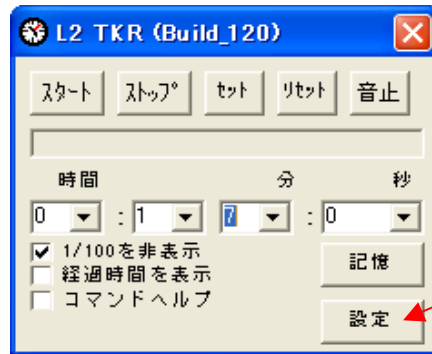 L2 TKR (Build_120)
ｽﾀｰﾄ ｽﾄｯﾌﾟ ｾｯﾄ ﾘｾｯﾄ 音止
時間 分 秒
0 : 1 7 : 0
1/100を非表示
経過時間を表示
コマンドヘルプ
記憶
設定